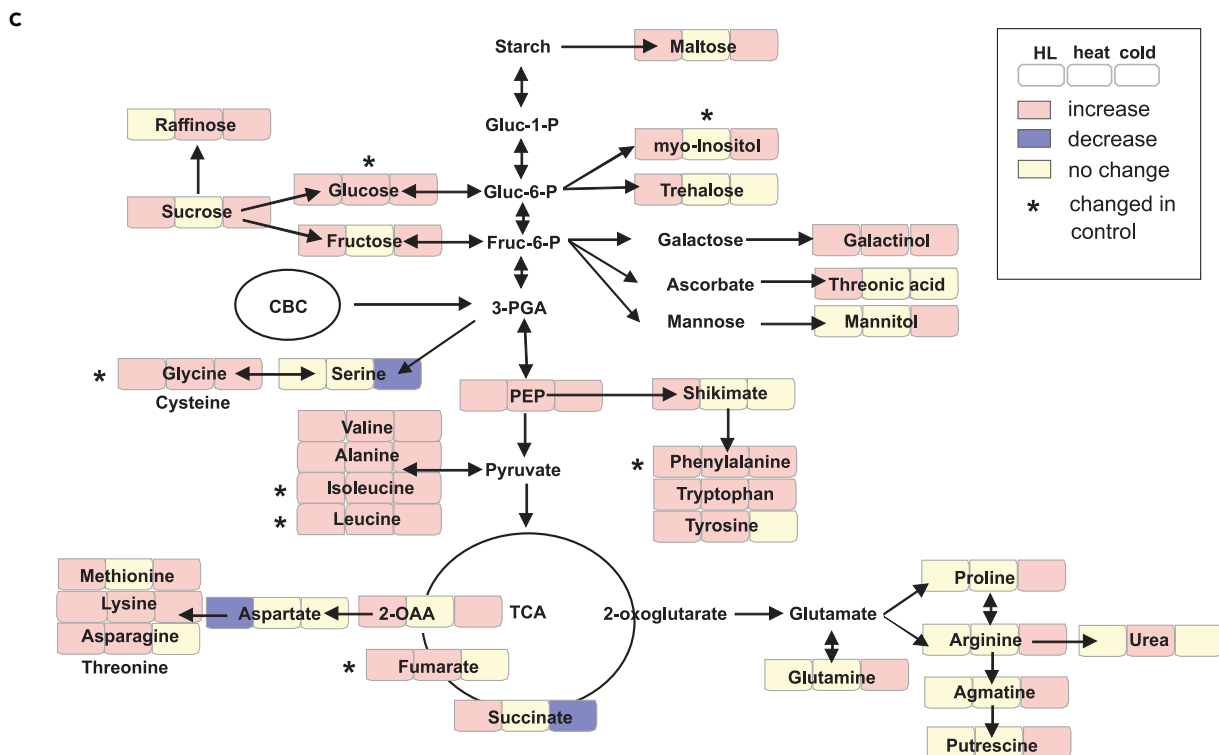 C
Starch
Maltose
HL heat cold
increase
decrease
no change
* changed in
control
Raffinose
Gluc-1-P
*
myo-Inositol
*
Glucose
Gluc-6-P
Trehalose
Sucrose
Fructose
Fruc-6-P
Galactose
Galactinol
Ascorbate
Threonic acid
CBC
3-PGA
Mannose
Mannitol
* Glycine
Serine
Cysteine
PEP
Shikimate
Valine
Alanine
* Isoleucine
* Leucine
Pyruvate
* Phenylalanine
Tryptophan
Tyrosine
Methionine
Lysine
Asparagine
Threonine
Aspartate
2-OAA
TCA
2-oxoglutarate
Glutamate
Proline
Arginine
Urea
* Fumarate
Glutamine
Agmatine
Succinate
Putrescine